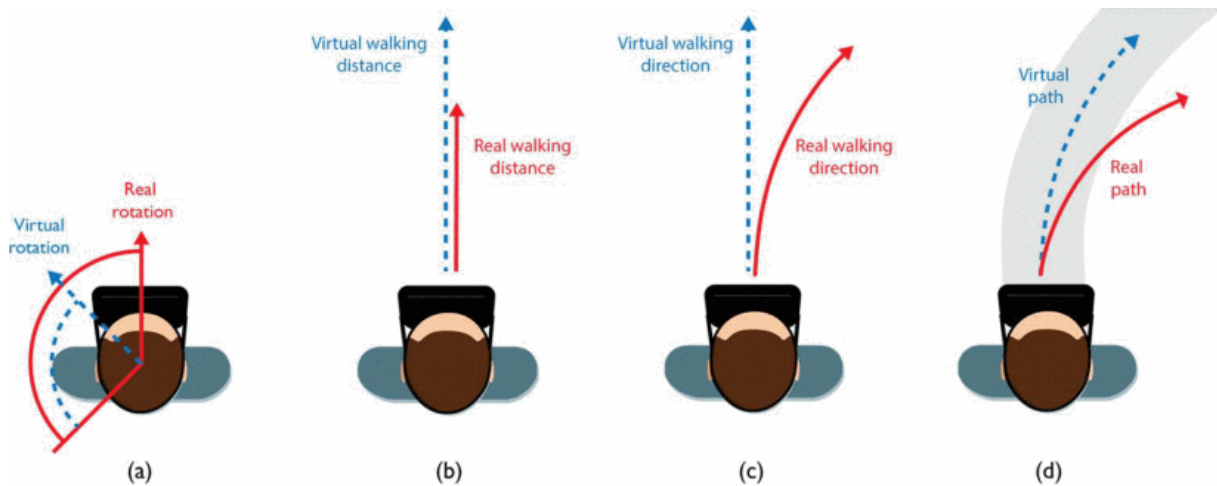 Real
rotation
Virtual
rotation
(a)
Virtual walking
distance
Real walking
distance
(b)
Virtual walking
direction
Real walking
direction
(c)
Virtual
path
Real
path
(d)